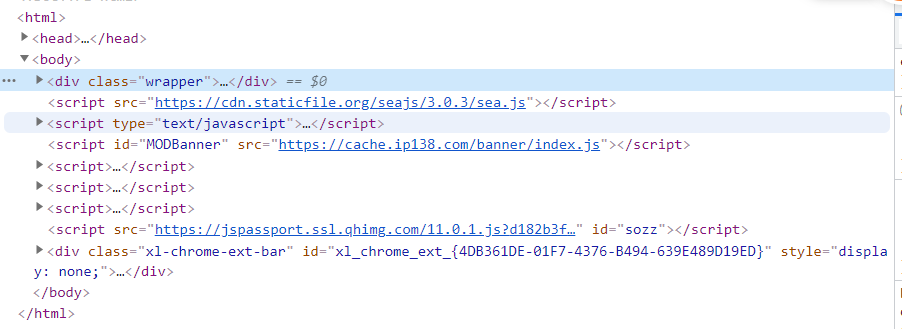 <html>
<head>…</head>
<body>
<div class="wrapper">…</div> == $0
<script src="https://cdn.staticfile.org/seajs/3.0.3/sea.js"></script>
<script type="text/javascript">…</script>
<script id="MODBanner" src="https://cache.ip138.com/banner/index.js"></script>
<script>…</script>
<script>…</script>
<script>…</script>
<script src="https://jspassport.ssl.qhimg.com/11.0.1.js?d182b3f…" id="sozz"></script>
<div class="xl-chrome-ext-bar" id="xl_chrome_ext_{4DB361DE-01F7-4376-B494-639E489D19ED}" style="displa
y: none;">…</div>
</body>
</html>